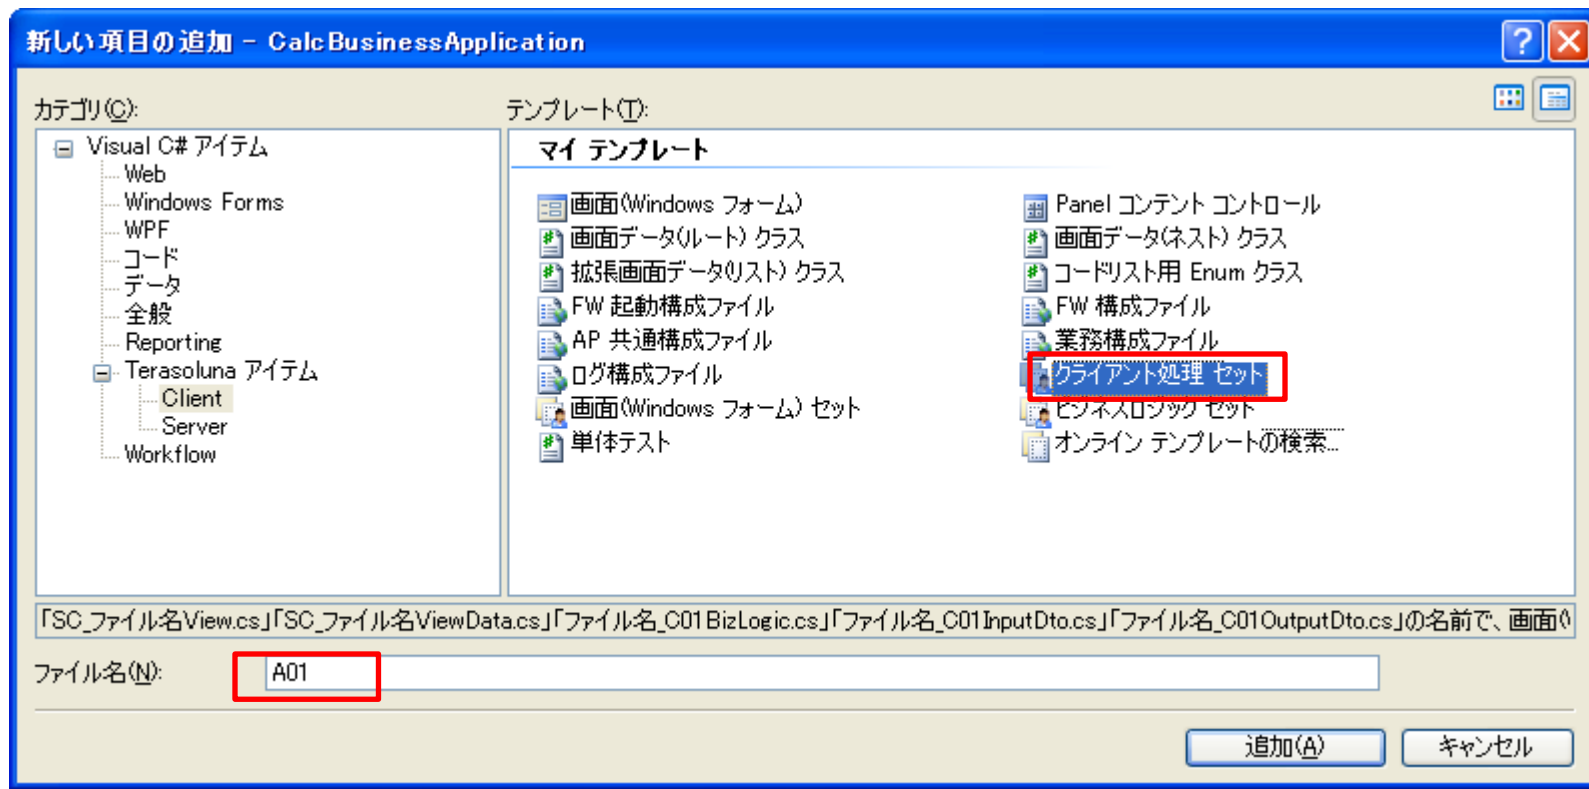 新しい項目の追加 - CalcBusinessApplication
カテゴリ(C):
テンプレート(T):
Visual C# アイテム
Web
Windows Forms
WPF
コード
データ
全般
Reporting
Terasoluna アイテム
Client
Server
Workflow
マイ テンプレート
画面(Windows フォーム)
Panel コンテント コントロール
画面データ(ルート) クラス
画面データ(ネスト) クラス
拡張画面データ(リスト) クラス
コードリスト用 Enum クラス
FW 起動構成ファイル
FW 構成ファイル
AP 共通構成ファイル
業務構成ファイル
ログ構成ファイル
クライアント処理 セット
画面(Windows フォーム) セット
ビジネスロジック セット
単体テスト
オンライン テンプレートの検索...
「SC_ファイル名View.cs」「SC_ファイル名ViewData.cs」「ファイル名_C01BizLogic.cs」「ファイル名_C01InputDto.cs」「ファイル名_C01OutputDto.cs」の名前で、画面(
ファイル名(N):
A01
追加(A)
キャンセル